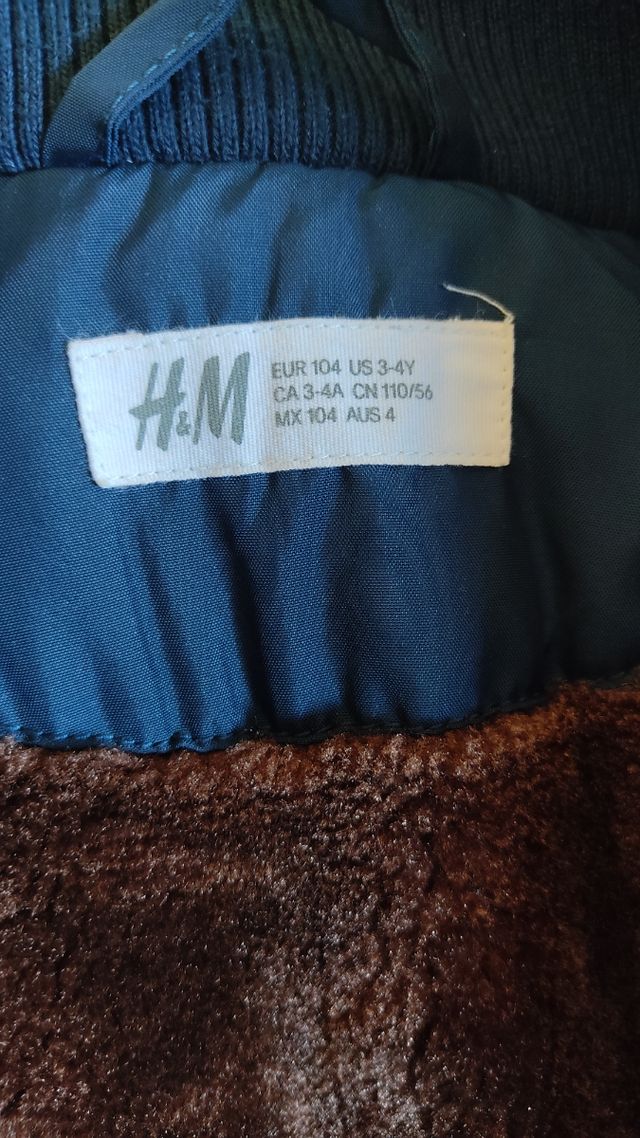 H&M
EUR 104 US 3-4Y
CA 3-4A CN 110/56
MX 104 AUS 4